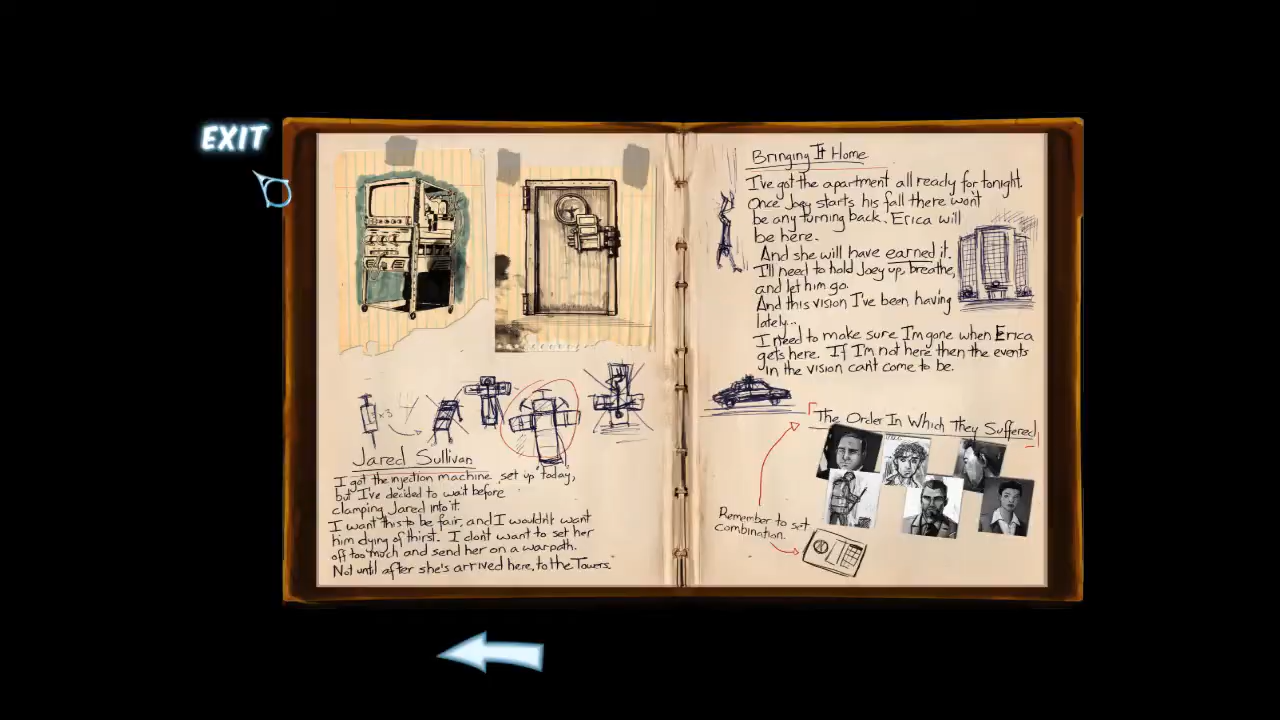 EXIT
Jared Sullivan
I got the injection machine set up today,
but I've decided to wait before
clamping Jared into it.
I want this to be fair, and I wouldn't want
him dying of thirst. I don't want to set her
off too much and send her on a warpath.
Not until after she's arrived here, to the Towers.
x3
Bringing It Home
I've got the apartment all ready for tonight.
Once Joey starts his fall there won't
be any turning back. Erica will
be here.
And she will have earned it.
I'll need to hold Joey up, breathe,
and let him go.
And this vision I've been having
lately...
I need to make sure I'm gone when Erica
gets here. If I'm not here then the events
in the vision can't come to be.
The Order In Which They Suffered
Remember to set
combination.